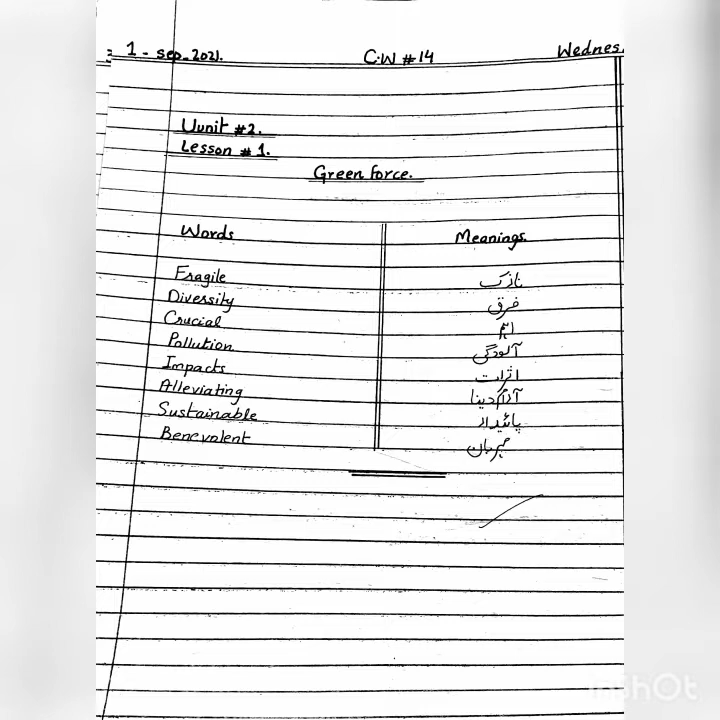 1 - sep - 2021. C.W #14 Wednes.
Uunit #2.
Lesson # 1.
Green force.
Words Meanings.
Fragile نازک
Diversity فرق
Crucial اہم
Pollution آلودگی
Impacts اثرات
Alleviating آرام دینا
Sustainable پائیدار
Benevolent مہربان
InShOt